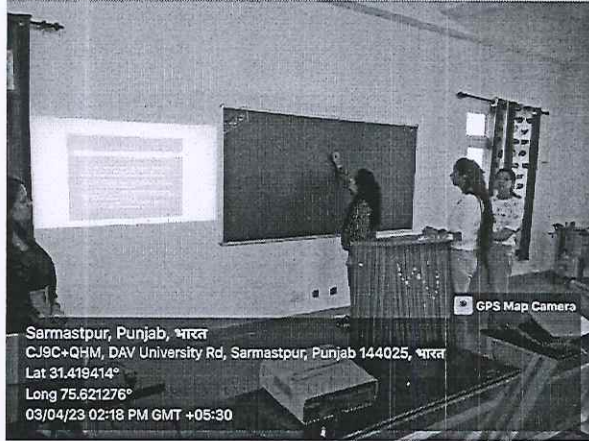 GPS Map Camera
Sarmastpur, Punjab, भारत
CJ9C+QHM, DAV University Rd, Sarmastpur, Punjab 144025, भारत
Lat 31.419414°
Long 75.621276°
03/04/23 02:18 PM GMT +05:30